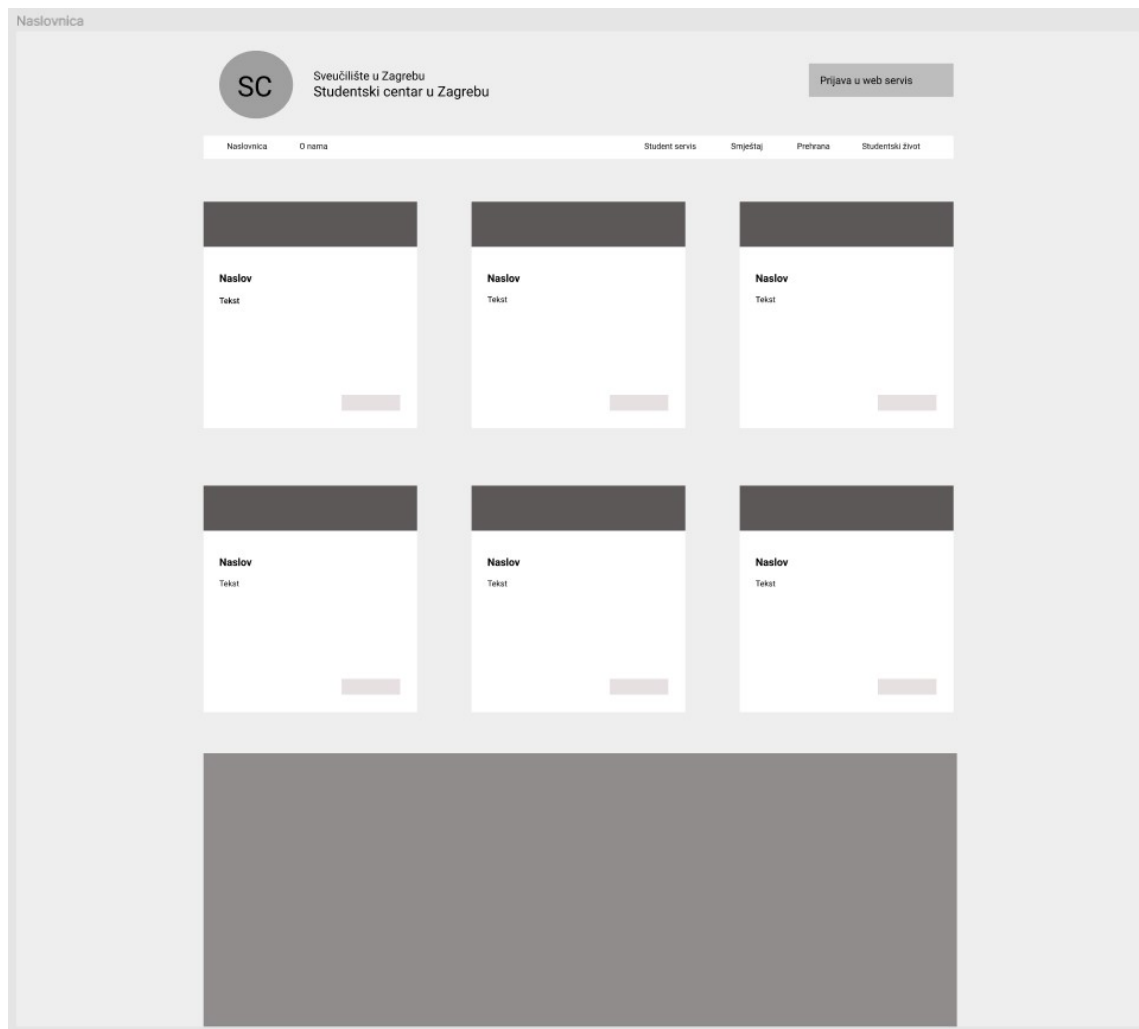 Naslovnica
SC
Sveučilište u Zagrebu
Studentski centar u Zagrebu
Prijava u web servis
Naslovnica O nama Student servis Smještaj Prehrana Studentski život
Naslov Naslov Naslov
Tekst Tekst Tekst
Naslov Naslov Naslov
Tekst Tekst Tekst